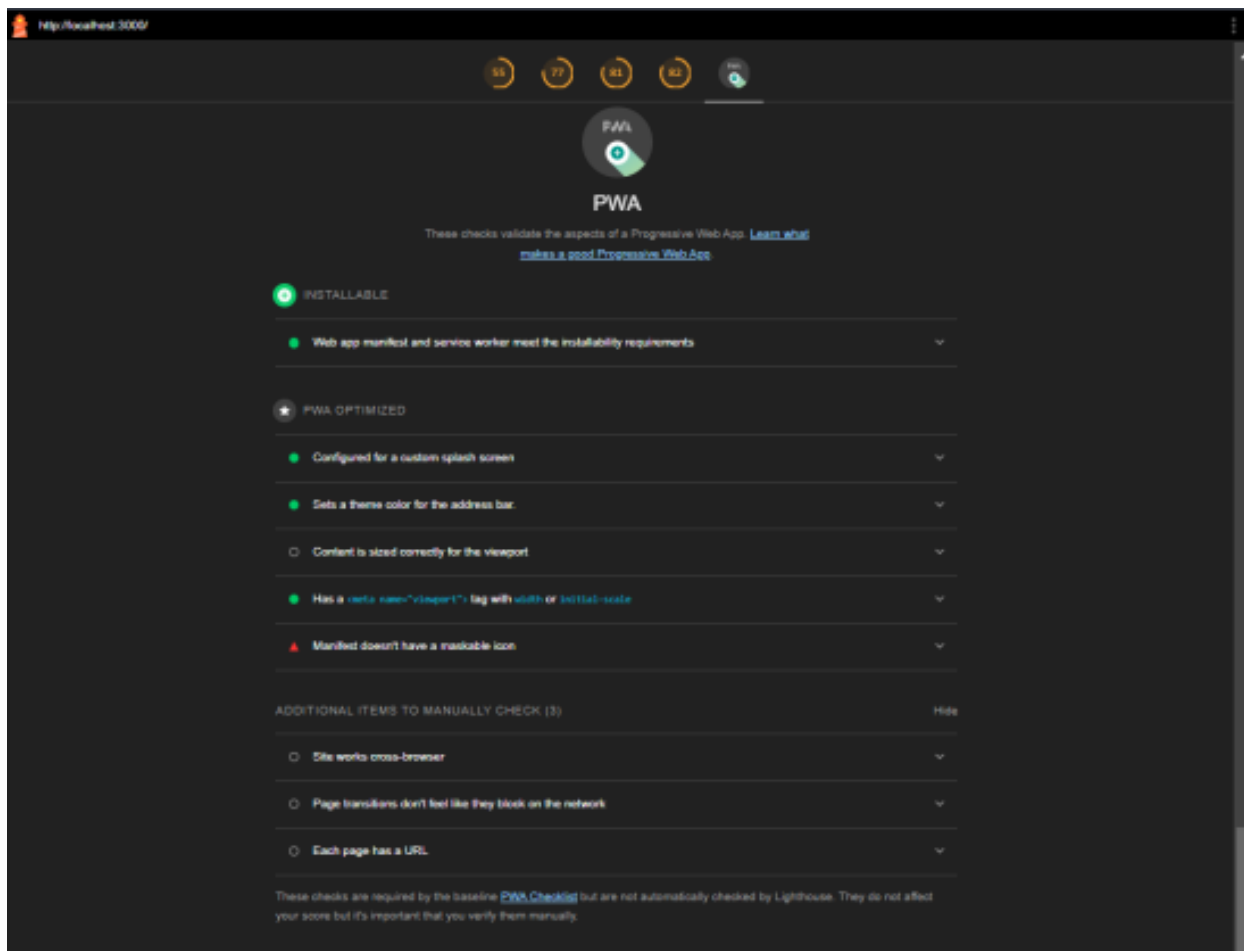 http://localhost:3000/
55 77 81 82 PWA
PWA
PWA
These checks validate the aspects of a Progressive Web App. Learn what
makes a good Progressive Web App
INSTALLABLE
Web app manifest and service worker meet the installability requirements
PWA OPTIMIZED
Configured for a custom splash screen
Sets a theme color for the address bar.
Content is sized correctly for the viewport
Has a <meta name="viewport"> tag with width or initial-scale
Manifest doesn't have a maskable icon
ADDITIONAL ITEMS TO MANUALLY CHECK (3) Hide
Site works cross-browser
Page transitions don't feel like they block on the network
Each page has a URL
These checks are required by the baseline PWA Checklist but are not automatically checked by Lighthouse. They do not affect
your score but it's important that you verify them manually.